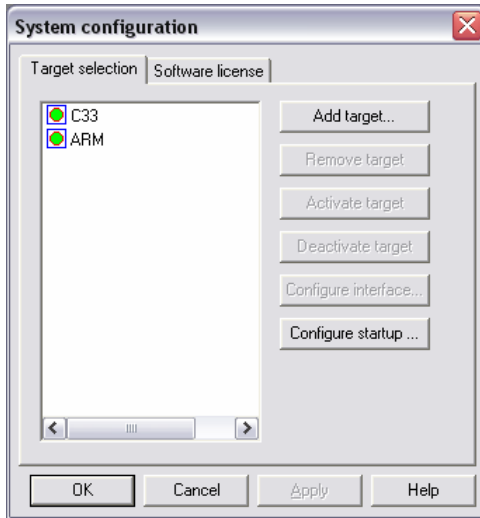 System configuration
Target selection
Software license
C33
ARM
Add target...
Remove target
Activate target
Deactivate target
Configure interface...
Configure startup ...
OK
Cancel
Apply
Help